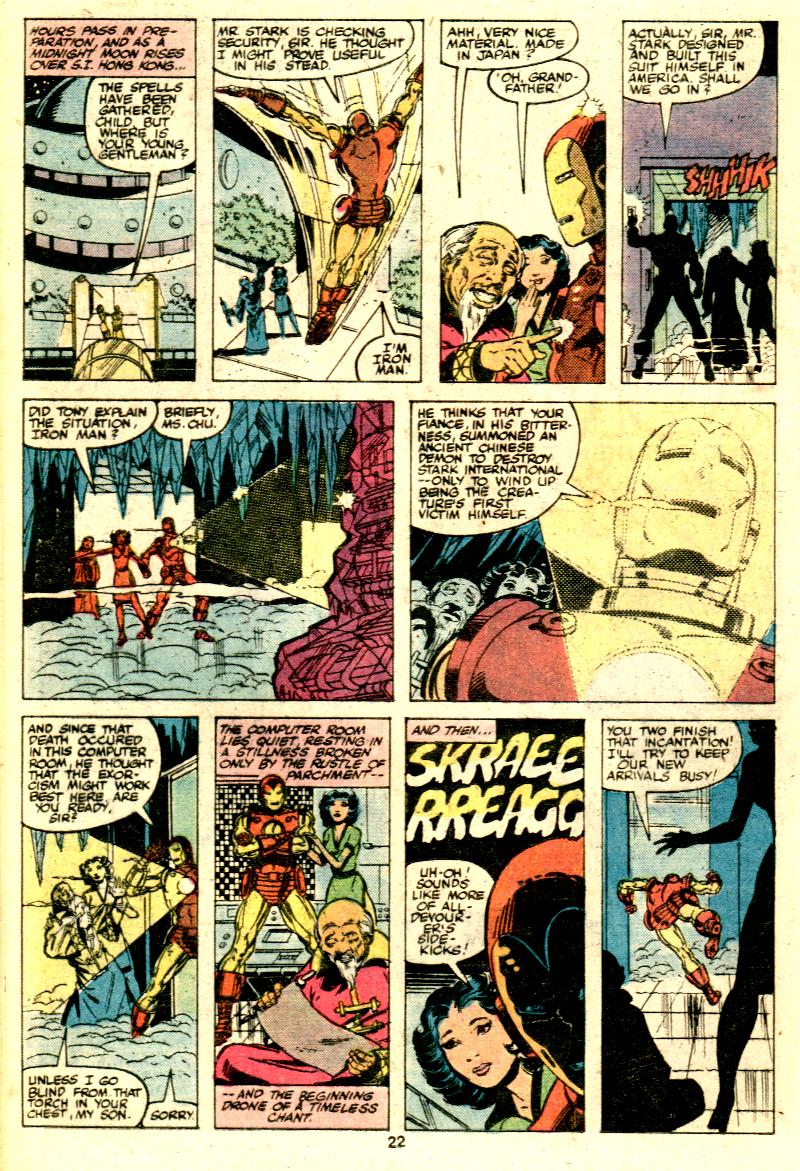 HOURS PASS IN PRE-
PARATION, AND AS A
MIDNIGHT MOON RISES
OVER S.I. HONG KONG...
THE SPELLS
HAVE BEEN
GATHERED,
CHILD, BUT
WHERE IS
YOUR YOUNG
GENTLEMAN?
MR. STARK IS CHECKING
SECURITY, SIR. HE THOUGHT
I MIGHT PROVE USEFUL
IN HIS STEAD.
I'M
IRON
MAN.
AHH, VERY NICE
MATERIAL. MADE
IN JAPAN?
OH, GRAND-
FATHER!
ACTUALLY, SIR, MR.
STARK DESIGNED
AND BUILT THIS
SUIT HIMSELF IN
AMERICA. SHALL
WE GO IN?
SHHHIK
DID TONY EXPLAIN
THE SITUATION,
IRON MAN?
BRIEFLY,
MS. CHU.
HE THINKS THAT YOUR
FIANCE, IN HIS BITTER-
NESS, SUMMONED AN
ANCIENT CHINESE
DEMON TO DESTROY
STARK INTERNATIONAL
--ONLY TO WIND UP
BEING THE CREA-
TURE'S FIRST
VICTIM HIMSELF.
AND SINCE THAT
DEATH OCCURED
IN THIS COMPUTER
ROOM, HE THOUGHT
THAT THE EXOR-
CISM MIGHT WORK
BEST HERE. ARE
YOU READY,
SIR?
UNLESS I GO
BLIND FROM THAT
TORCH IN YOUR
CHEST, MY SON.
SORRY.
THE COMPUTER ROOM
LIES QUIET, RESTING IN
A STILLNESS BROKEN
ONLY BY THE RUSTLE OF
PARCHMENT--
--AND THE BEGINNING
DRONE OF A TIMELESS
CHANT.
AND THEN...
SKRAEE
RREAGG
UH-OH!
SOUNDS
LIKE MORE
OF ALL-
DEVOUR-
ER'S
SIDE-
KICKS!
YOU TWO FINISH
THAT INCANTATION!
I'LL TRY TO KEEP
OUR NEW
ARRIVALS BUSY!
22